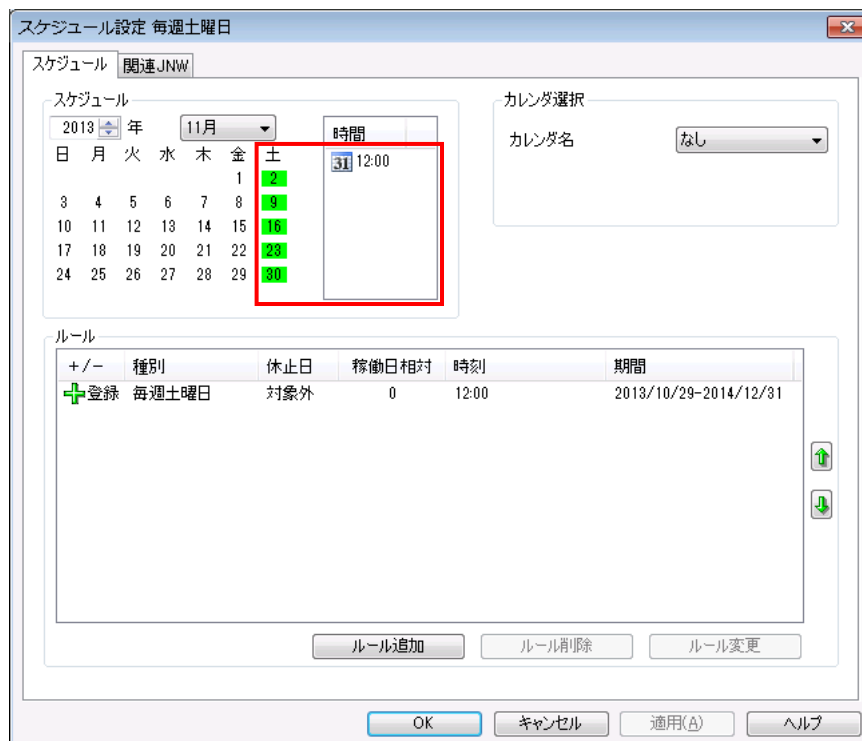 スケジュール設定 毎週土曜日
スケジュール 関連JNW
スケジュール
2013 年 11月
日 月 火 水 木 金 土
1 2
3 4 5 6 7 8 9
10 11 12 13 14 15 16
17 18 19 20 21 22 23
24 25 26 27 28 29 30
時間
31 12:00
カレンダ選択
カレンダ名 なし
ルール
+/- 種別 休止日 稼働日相対 時刻 期間
登録 毎週土曜日 対象外 0 12:00 2013/10/29-2014/12/31
ルール追加 ルール削除 ルール変更
OK キャンセル 適用(A) ヘルプ